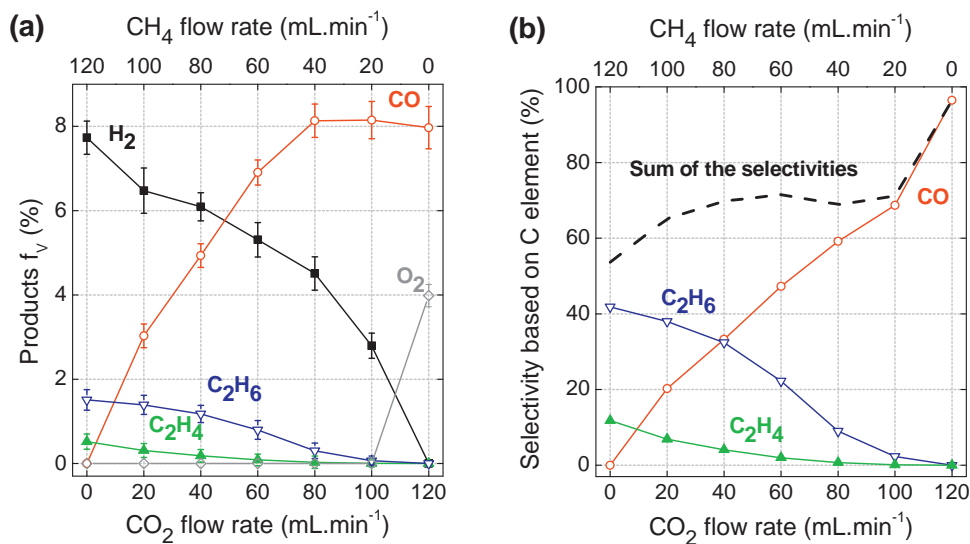 (a)
CH4 flow rate (mL.min-1)
120 100 80 60 40 20 0
Products fv (%)
8
6
4
2
0
H2
CO
O2
C2H6
C2H4
0 20 40 60 80 100 120
CO2 flow rate (mL.min-1)
(b)
CH4 flow rate (mL.min-1)
120 100 80 60 40 20 0
Selectivity based on C element (%)
100
80
60
40
20
0
Sum of the selectivities
CO
C2H6
C2H4
0 20 40 60 80 100 120
CO2 flow rate (mL.min-1)